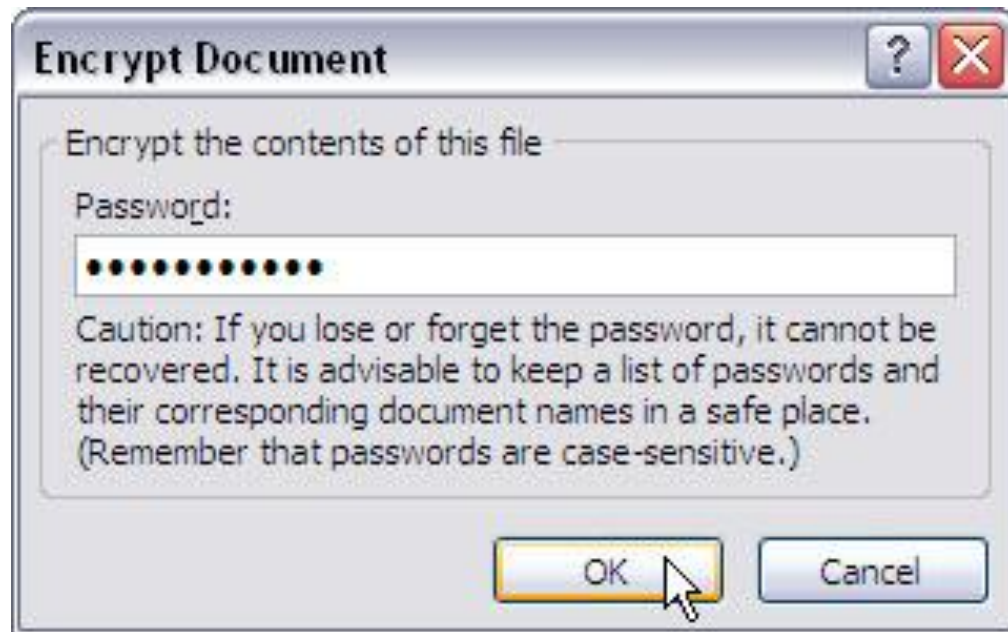 Encrypt Document
Encrypt the contents of this file
Password:
•••••••••••
Caution: If you lose or forget the password, it cannot be
recovered. It is advisable to keep a list of passwords and
their corresponding document names in a safe place.
(Remember that passwords are case-sensitive.)
OK Cancel